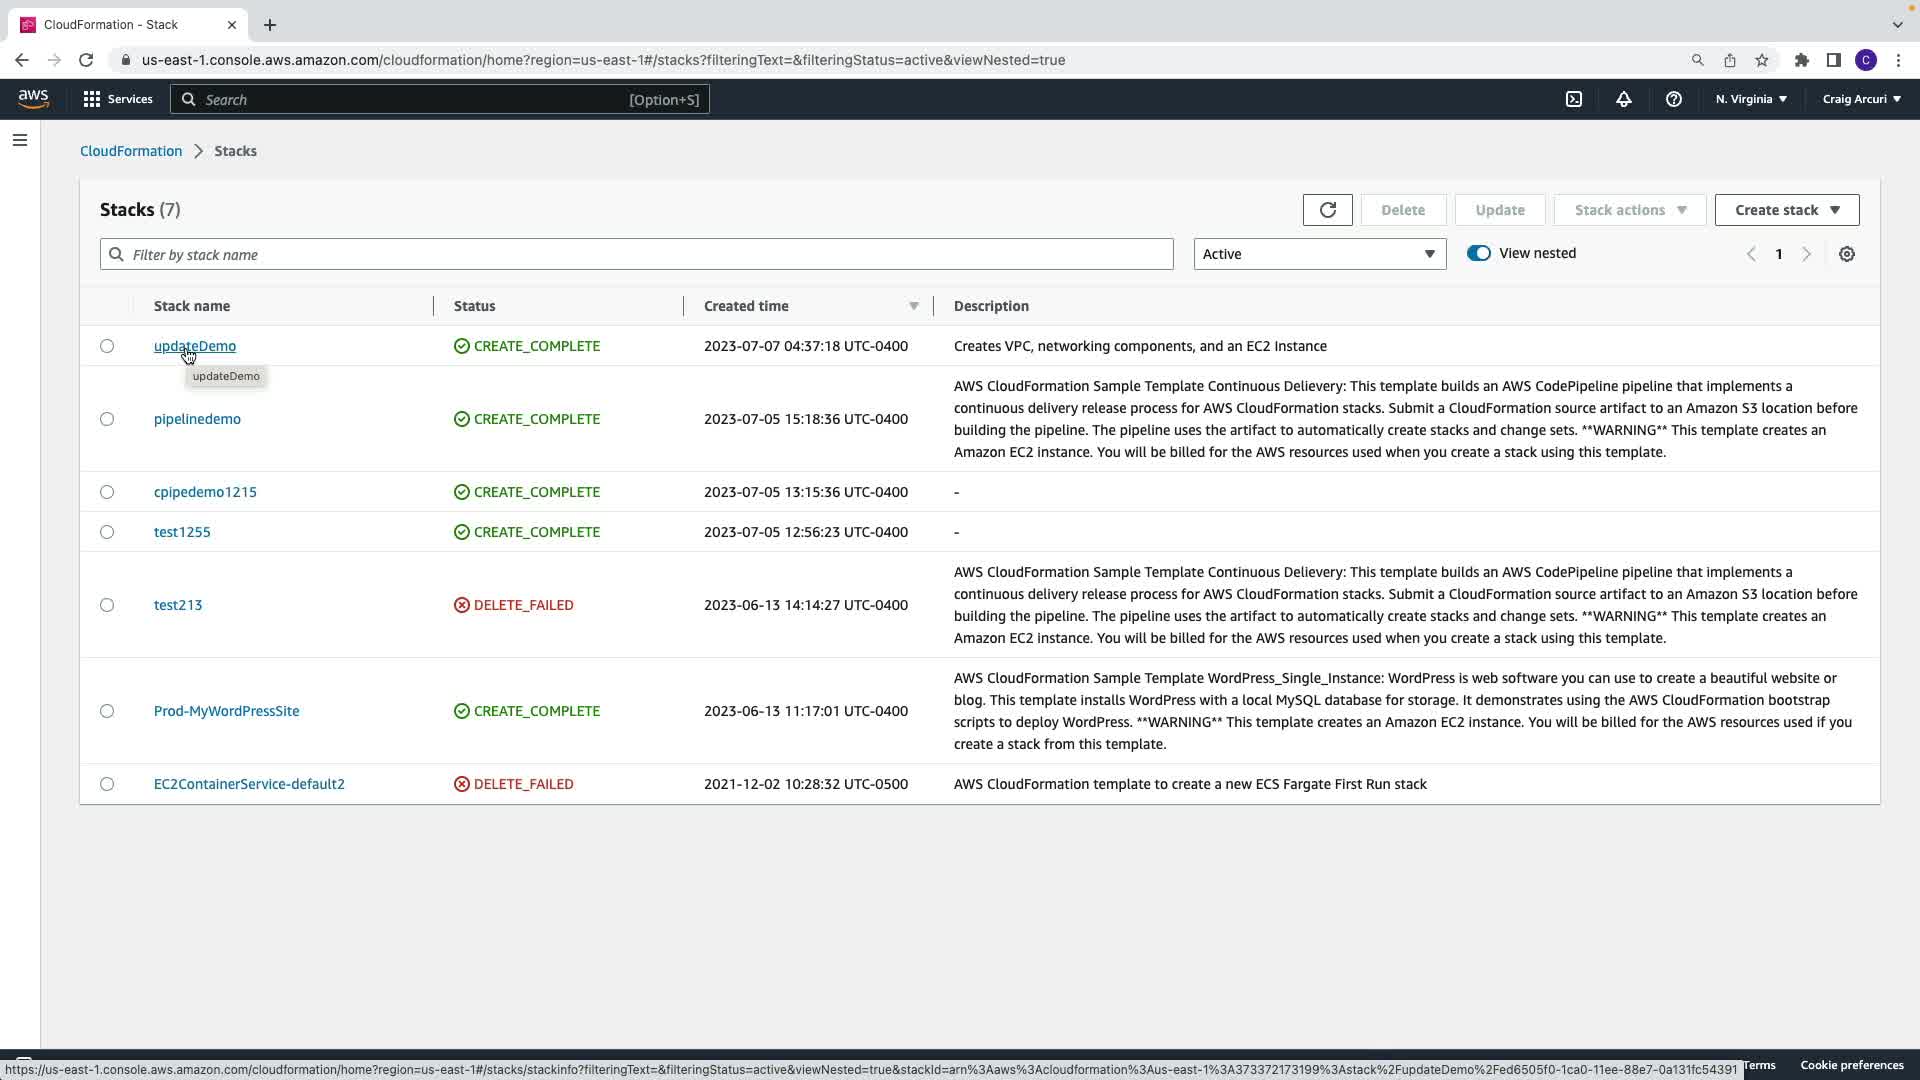 CloudFormation - Stack
us-east-1.console.aws.amazon.com/cloudformation/home?region=us-east-1#/stacks?filteringText=&filteringStatus=active&viewNested=true
C
aws
Services
Search
[Option+S]
N. Virginia
Craig Arcuri
CloudFormation > Stacks
Stacks (7)
Delete
Update
Stack actions
Create stack
Filter by stack name
Active
View nested
1
Stack name
Status
Created time
Description
updateDemo
CREATE_COMPLETE
2023-07-07 04:37:18 UTC-0400
Creates VPC, networking components, and an EC2 Instance
updateDemo
pipelinedemo
CREATE_COMPLETE
2023-07-05 15:18:36 UTC-0400
AWS CloudFormation Sample Template Continuous Delievery: This template builds an AWS CodePipeline pipeline that implements a
continuous delivery release process for AWS CloudFormation stacks. Submit a CloudFormation source artifact to an Amazon S3 location before
building the pipeline. The pipeline uses the artifact to automatically create stacks and change sets. **WARNING** This template creates an
Amazon EC2 instance. You will be billed for the AWS resources used when you create a stack using this template.
cpipedemo1215
CREATE_COMPLETE
2023-07-05 13:15:36 UTC-0400
-
test1255
CREATE_COMPLETE
2023-07-05 12:56:23 UTC-0400
-
test213
DELETE_FAILED
2023-06-13 14:14:27 UTC-0400
AWS CloudFormation Sample Template Continuous Delievery: This template builds an AWS CodePipeline pipeline that implements a
continuous delivery release process for AWS CloudFormation stacks. Submit a CloudFormation source artifact to an Amazon S3 location before
building the pipeline. The pipeline uses the artifact to automatically create stacks and change sets. **WARNING** This template creates an
Amazon EC2 instance. You will be billed for the AWS resources used when you create a stack using this template.
Prod-MyWordPressSite
CREATE_COMPLETE
2023-06-13 11:17:01 UTC-0400
AWS CloudFormation Sample Template WordPress_Single_Instance: WordPress is web software you can use to create a beautiful website or
blog. This template installs WordPress with a local MySQL database for storage. It demonstrates using the AWS CloudFormation bootstrap
scripts to deploy WordPress. **WARNING** This template creates an Amazon EC2 instance. You will be billed for the AWS resources used if you
create a stack from this template.
EC2ContainerService-default2
DELETE_FAILED
2021-12-02 10:28:32 UTC-0500
AWS CloudFormation template to create a new ECS Fargate First Run stack
https://us-east-1.console.aws.amazon.com/cloudformation/home?region=us-east-1#/stacks/stackinfo?filteringText=&filteringStatus=active&viewNested=true&stackId=arn%3Aaws%3Acloudformation%3Aus-east-1%3A373372173199%3Astack%2FupdateDemo%2Fed6505f0-1ca0-11ee-88e7-0a131fc54391
Terms
Cookie preferences